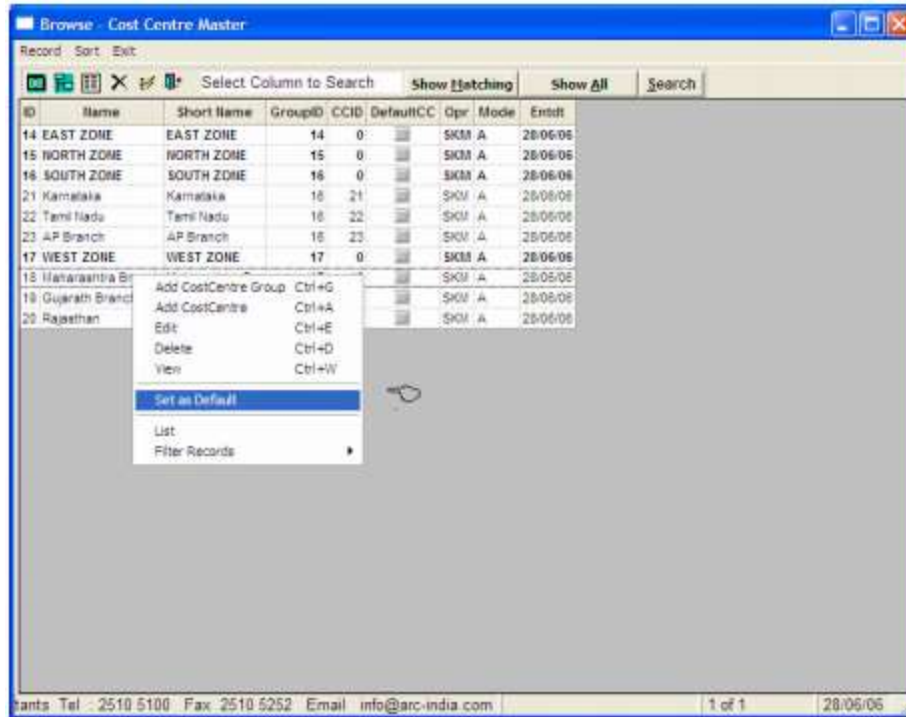 Browse - Cost Centre Master
Record Sort Exit
Select Column to Search Show Matching Show All Search
ID Name Short Name GroupID CCID DefaultCC Opr Mode Entdt
14 EAST ZONE EAST ZONE 14 0 SKM A 28/06/06
15 NORTH ZONE NORTH ZONE 15 0 SKM A 28/06/06
16 SOUTH ZONE SOUTH ZONE 16 0 SKM A 28/06/06
21 Karnataka Karnataka 16 21 SKM A 28/06/06
22 Tamil Nadu Tamil Nadu 16 22 SKM A 28/06/06
23 AP Branch AP Branch 16 23 SKM A 28/06/06
17 WEST ZONE WEST ZONE 17 0 SKM A 28/06/06
18 Maharashtra Br SKM A 28/06/06
19 Gujarath Branch SKM A 28/06/06
20 Rajasthan SKM A 28/06/06
Add CostCentre Group Ctrl+G
Add CostCentre Ctrl+A
Edit Ctrl+E
Delete Ctrl+D
View Ctrl+W
Set as Default
List
Filter Records
tants Tel : 2510 5100 Fax 2510 5252 Email info@arc-india.com 1 of 1 28/06/06